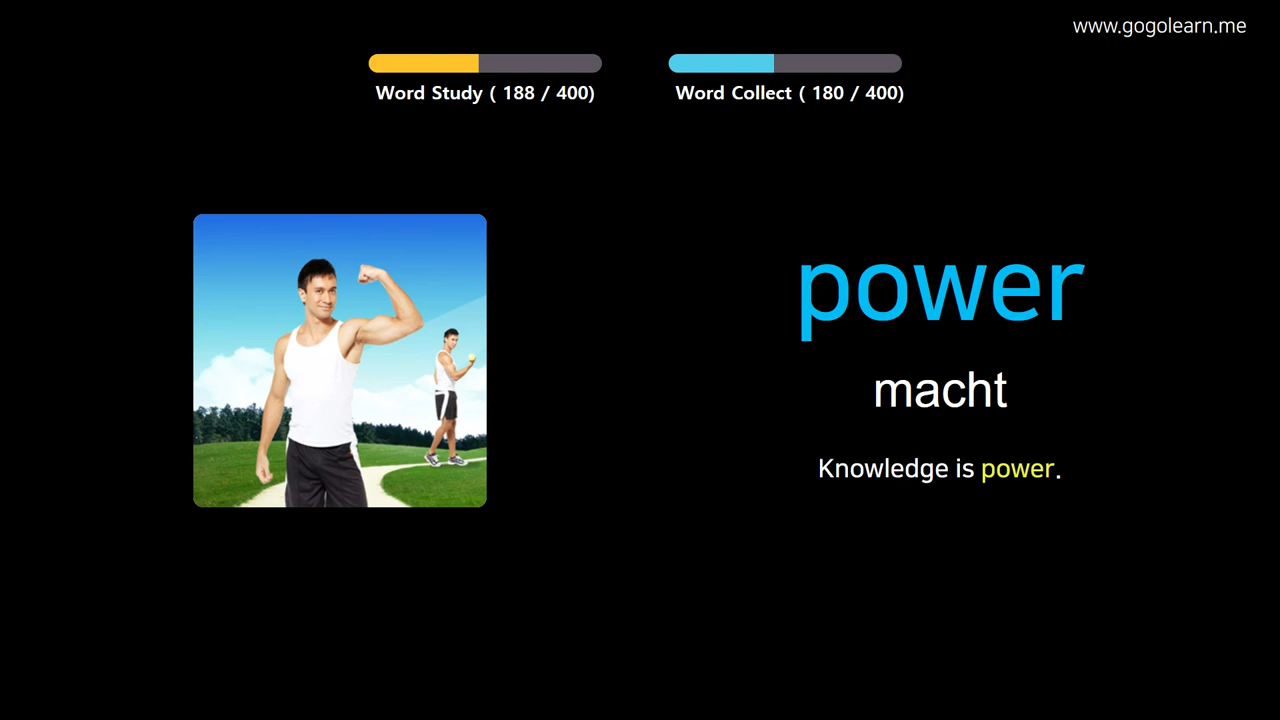 www.gogolearn.me
Word Study ( 188 / 400)
Word Collect ( 180 / 400)
power
macht
Knowledge is power.